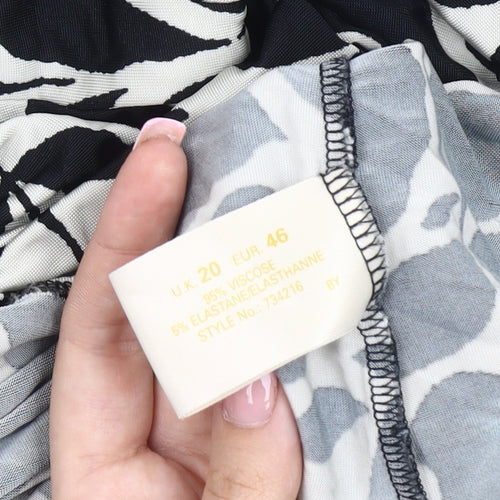 U.K. 20 EUR. 46
95% VISCOSE
5% ELASTANE/ELASTHANNE
STYLE No.: 734216 BY